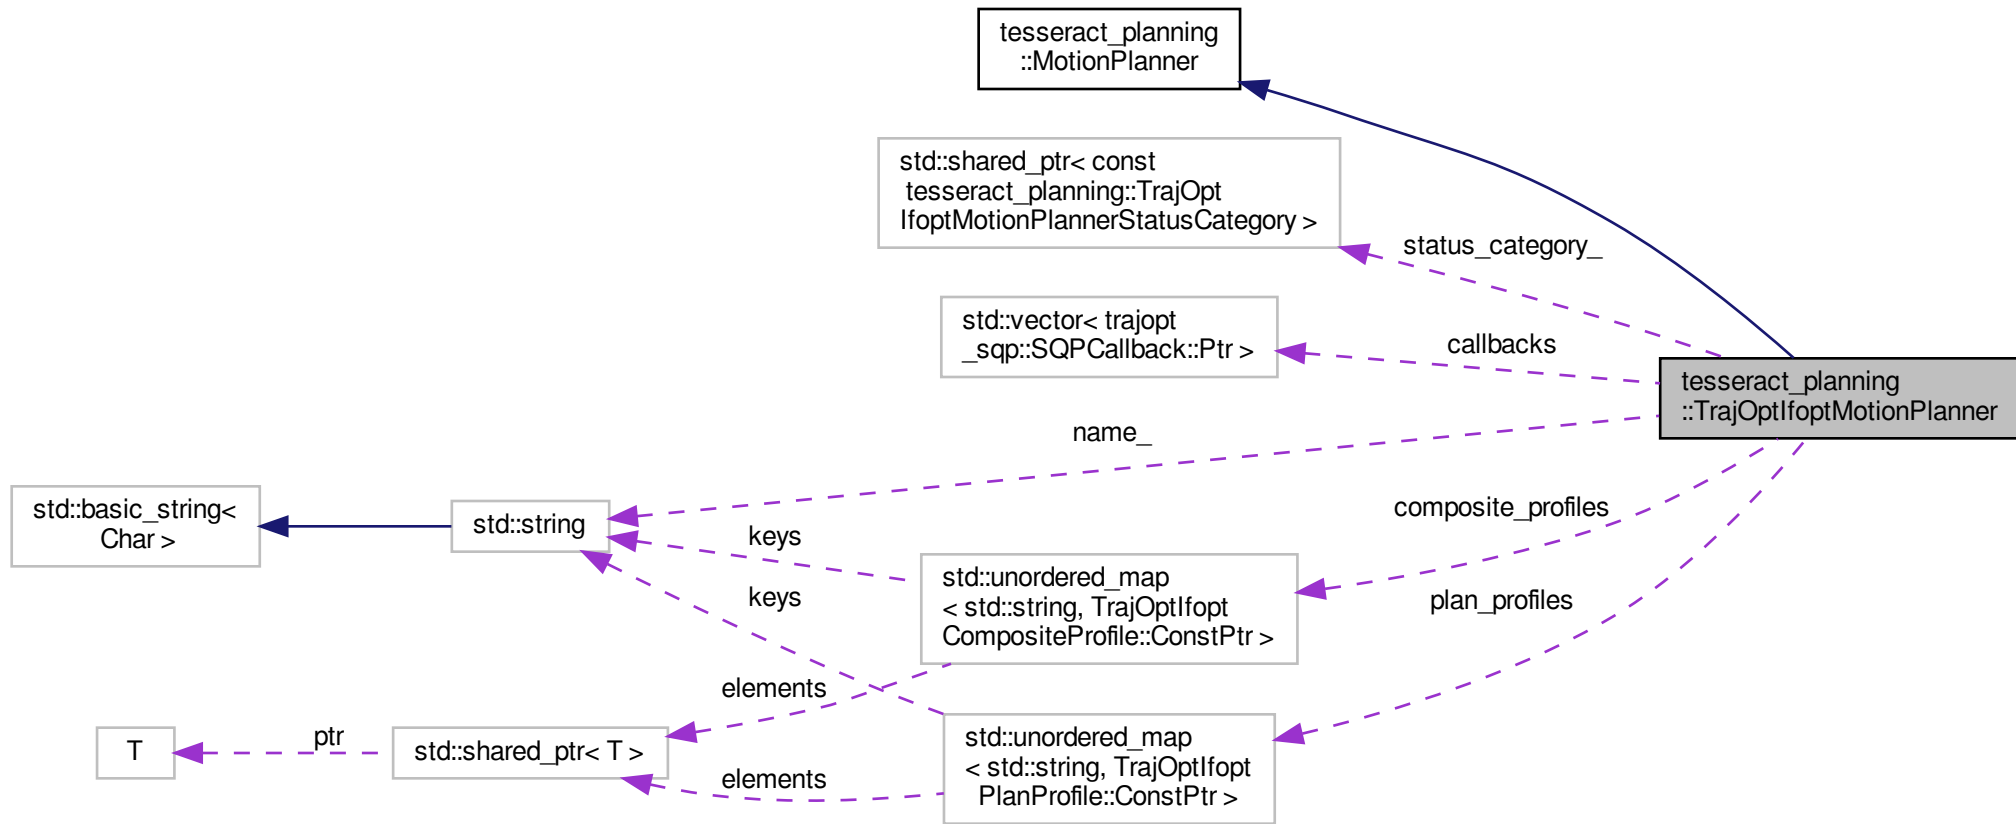 tesseract_planning
::MotionPlanner
std::shared_ptr< const
tesseract_planning::TrajOpt
IfoptMotionPlannerStatusCategory >
status_category_
std::vector< trajopt
_sqp::SQPCallback::Ptr >
callbacks
tesseract_planning
::TrajOptIfoptMotionPlanner
name_
std::basic_string<
Char >
std::string
keys
composite_profiles
std::unordered_map
< std::string, TrajOptIfopt
CompositeProfile::ConstPtr >
keys
plan_profiles
elements
T
ptr
std::shared_ptr< T >
elements
std::unordered_map
< std::string, TrajOptIfopt
PlanProfile::ConstPtr >